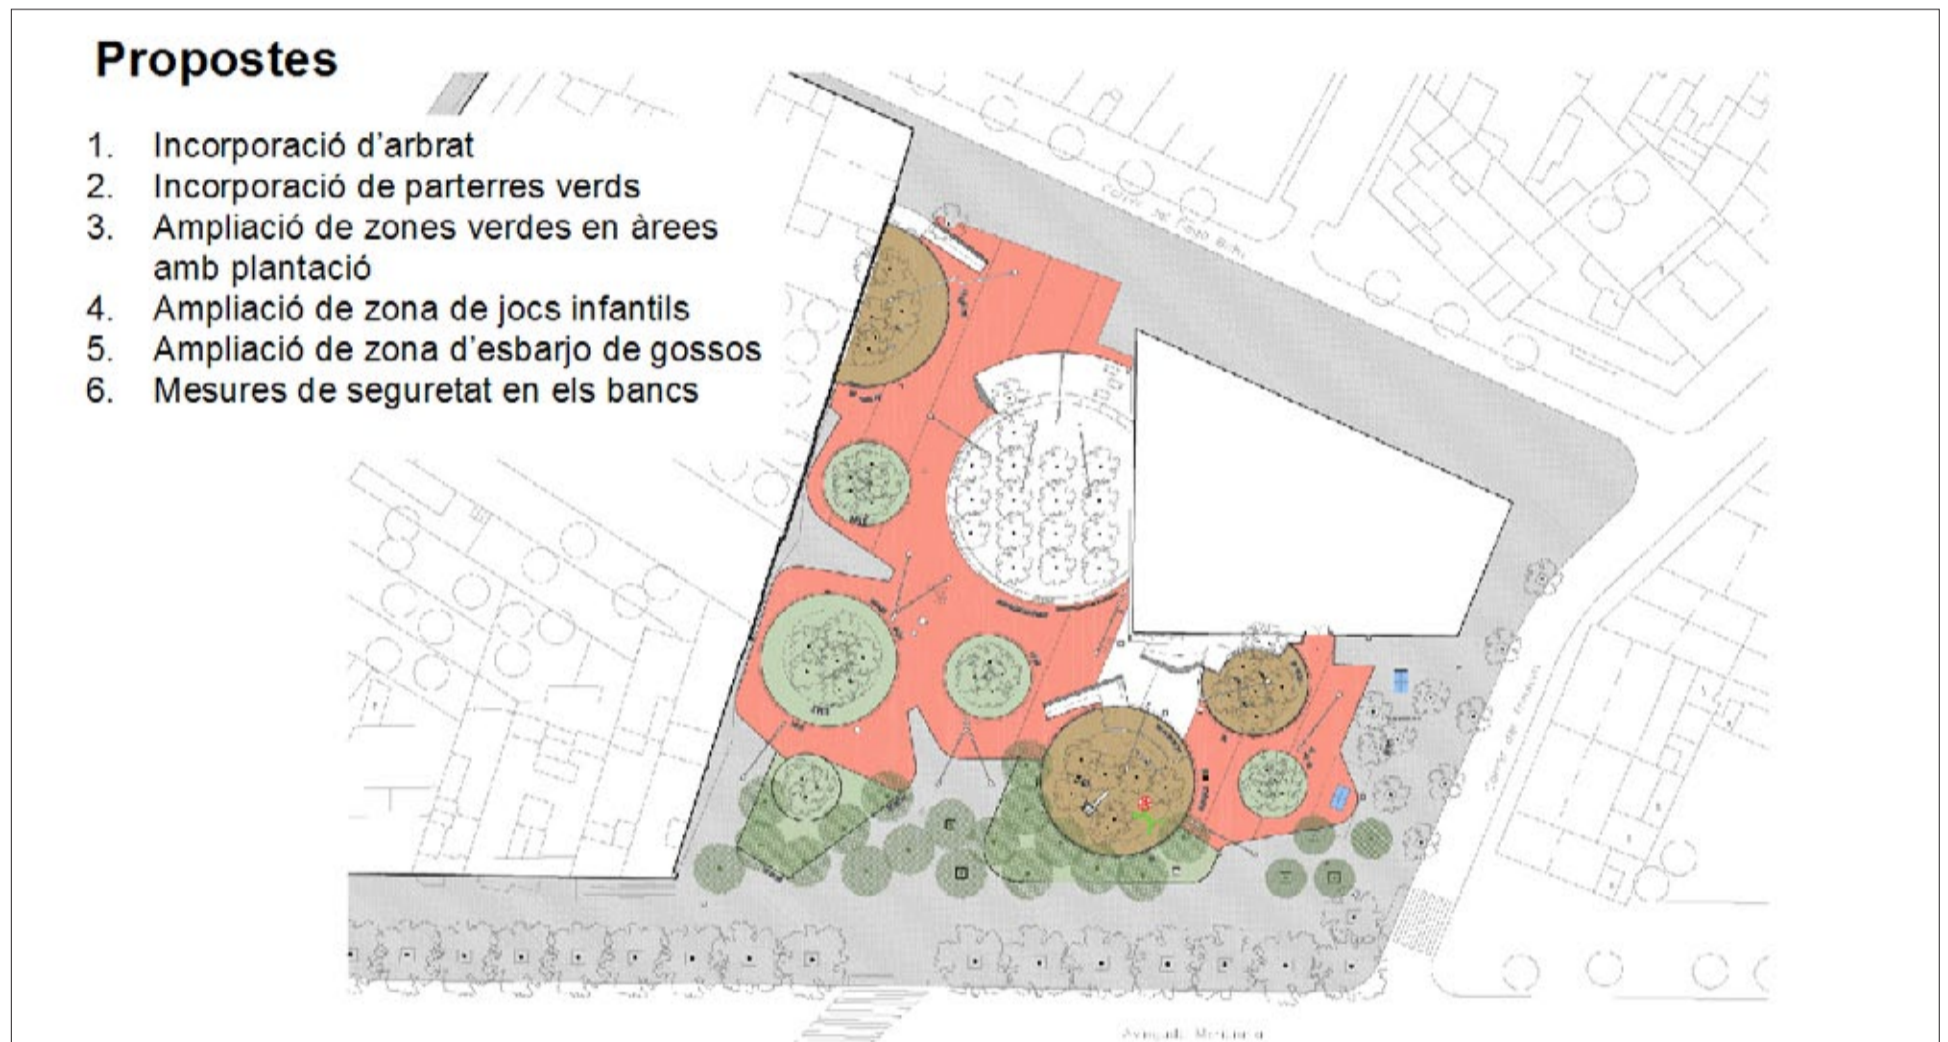 Propostes
1. Incorporació d'arbrat
2. Incorporació de parterres verds
3. Ampliació de zones verdes en àrees
amb plantació
4. Ampliació de zona de jocs infantils
5. Ampliació de zona d'esbarjo de gossos
6. Mesures de seguretat en els bancs
Avinguda Meridiana